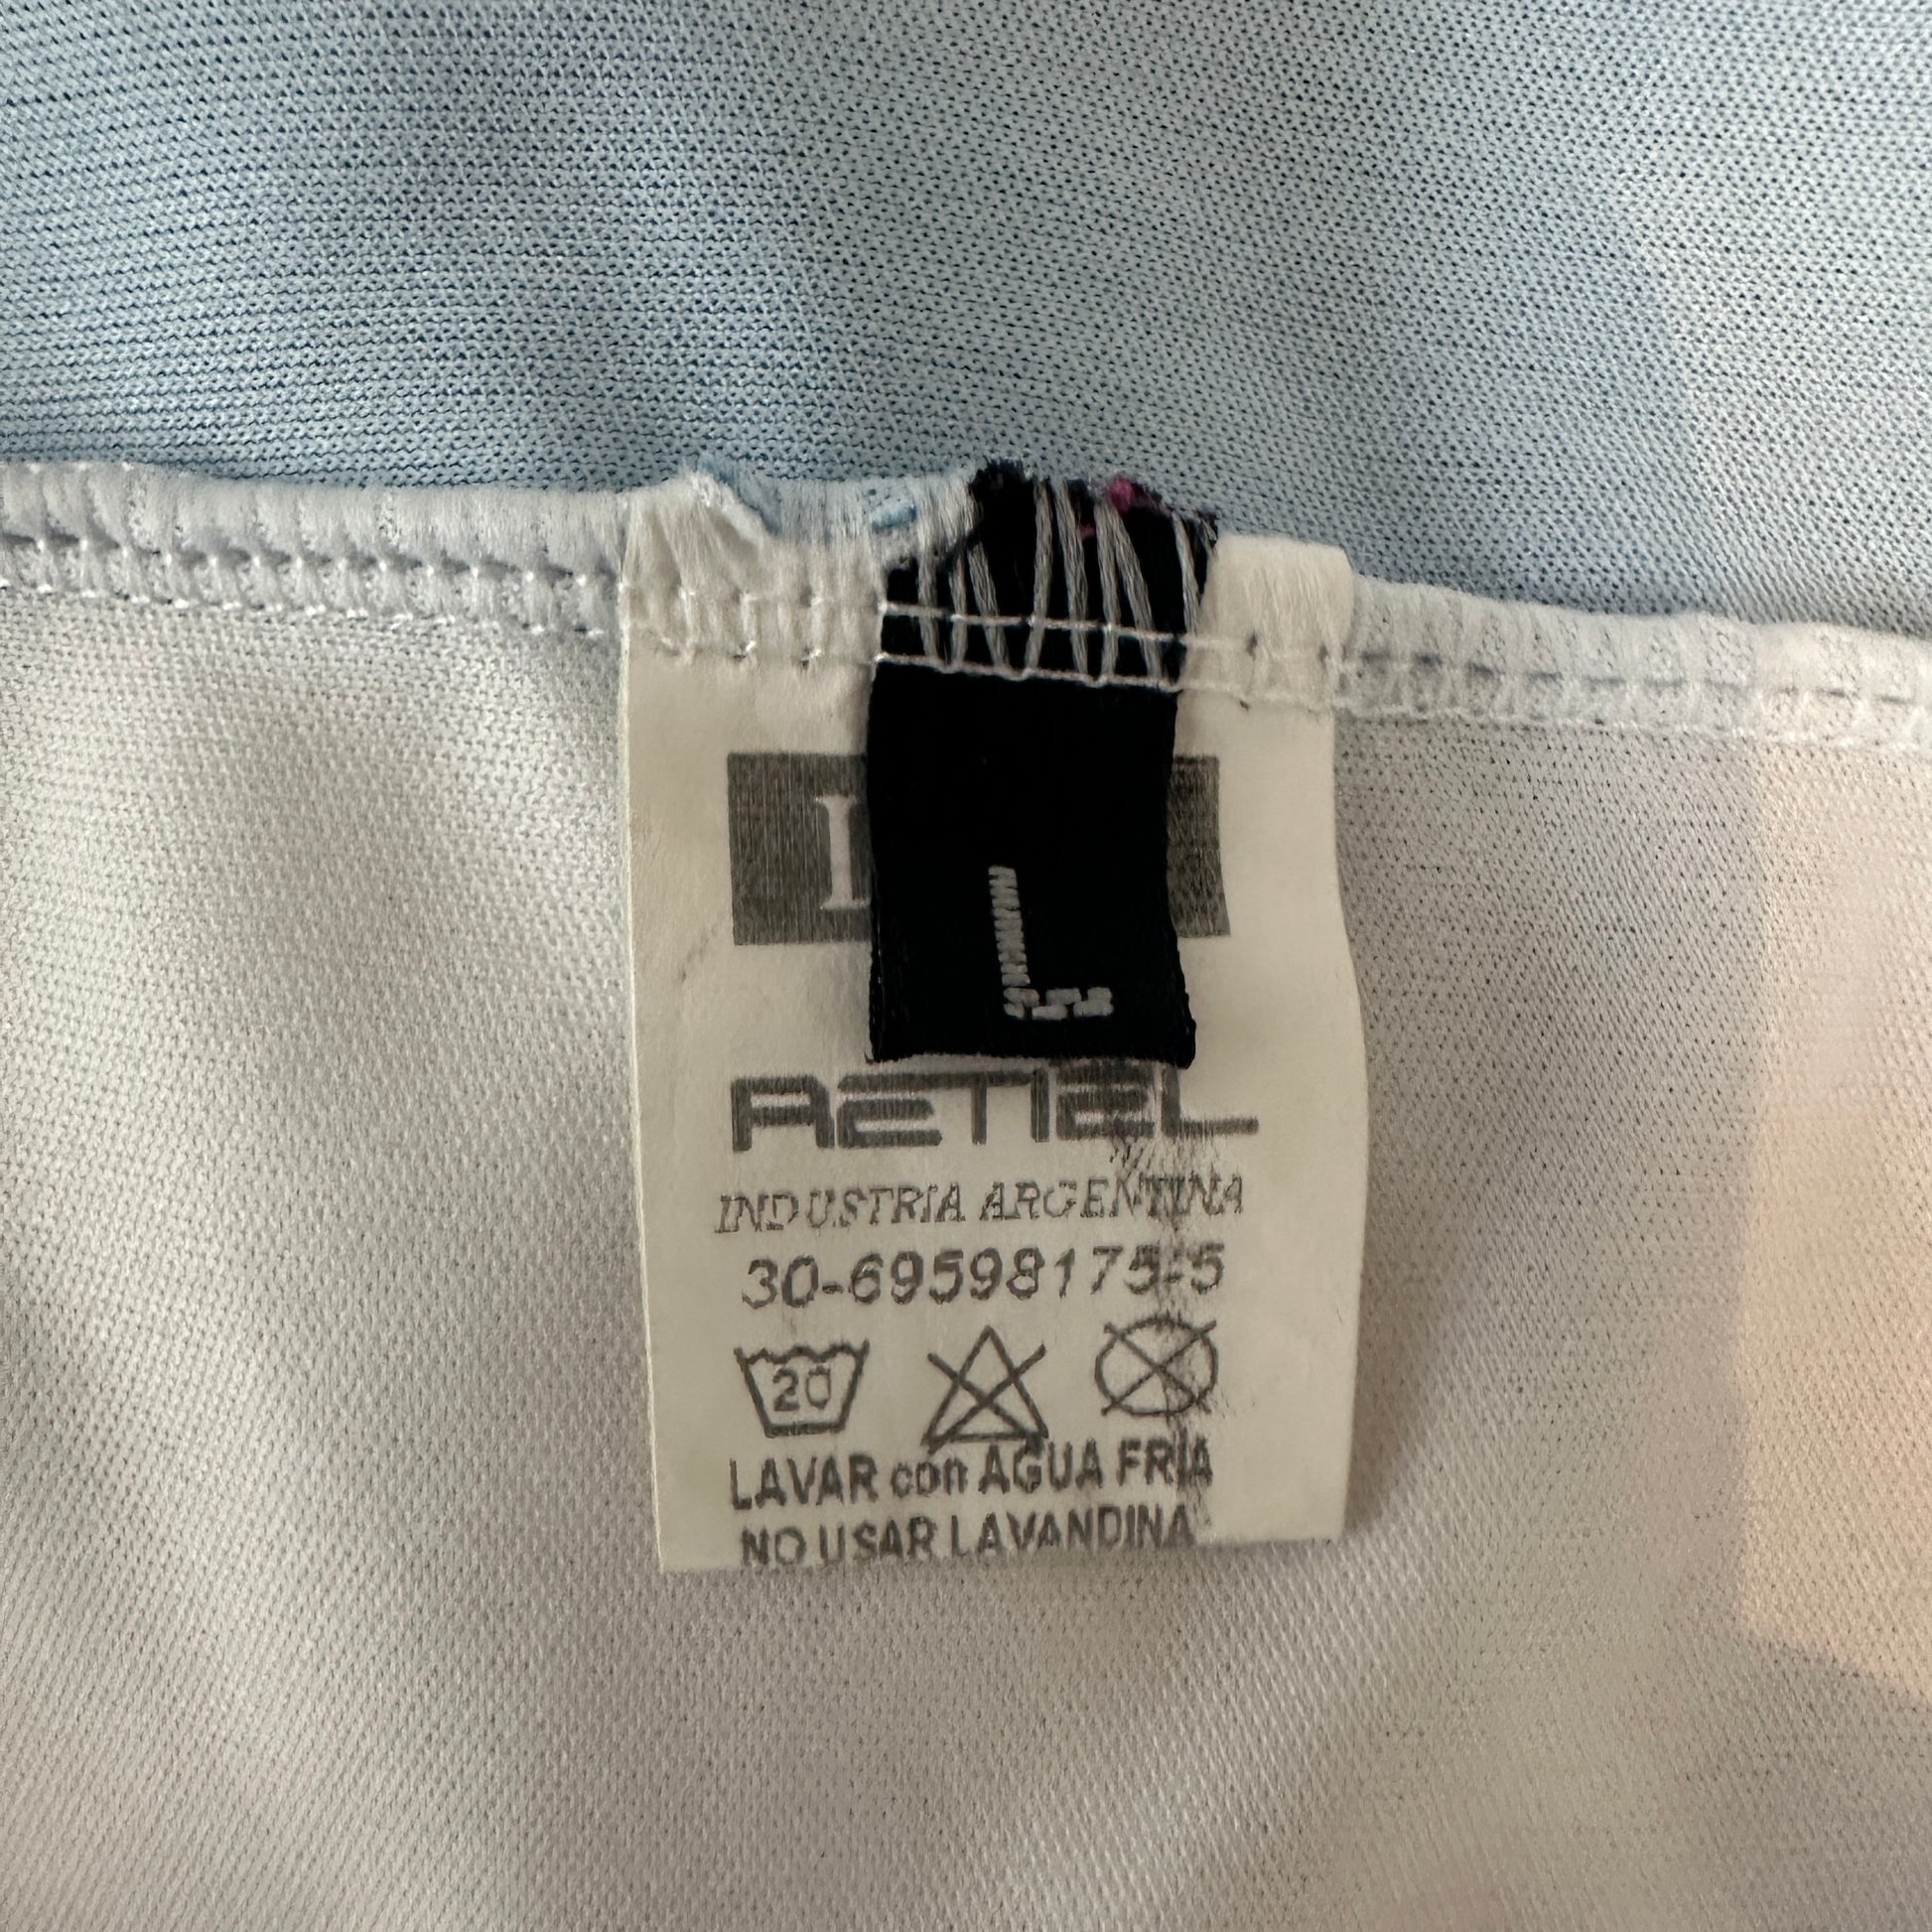 L
RETIEL
INDUSTRIA ARGENTINA
30-69598175-5
20
LAVAR con AGUA FRIA
NO USAR LAVANDINA